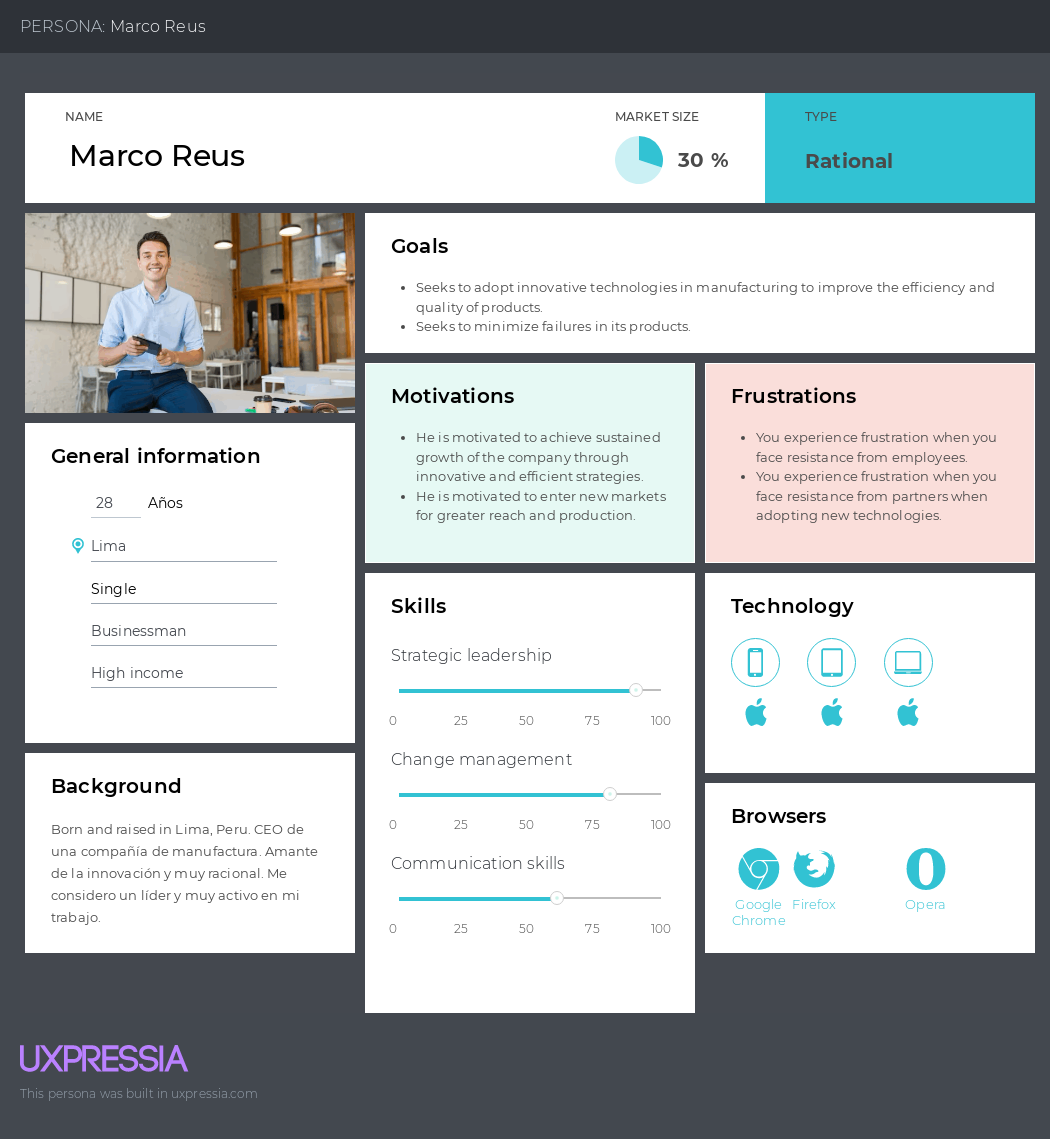 PERSONA: Marco Reus
NAME
Marco Reus
MARKET SIZE
30 %
TYPE
Rational
Goals
Seeks to adopt innovative technologies in manufacturing to improve the efficiency and
quality of products.
Seeks to minimize failures in its products.
Motivations
He is motivated to achieve sustained
growth of the company through
innovative and efficient strategies.
He is motivated to enter new markets
for greater reach and production.
Frustrations
You experience frustration when you
face resistance from employees.
You experience frustration when you
face resistance from partners when
adopting new technologies.
General information
28 Años
Lima
Single
Businessman
High income
Background
Born and raised in Lima, Peru. CEO de
una compañía de manufactura. Amante
de la innovación y muy racional. Me
considero un líder y muy activo en mi
trabajo.
Skills
Strategic leadership
0 25 50 75 100
Change management
0 25 50 75 100
Communication skills
0 25 50 75 100
Technology
Browsers
Google
Chrome
Firefox
Opera
UXPRESSIA
This persona was built in uxpressia.com